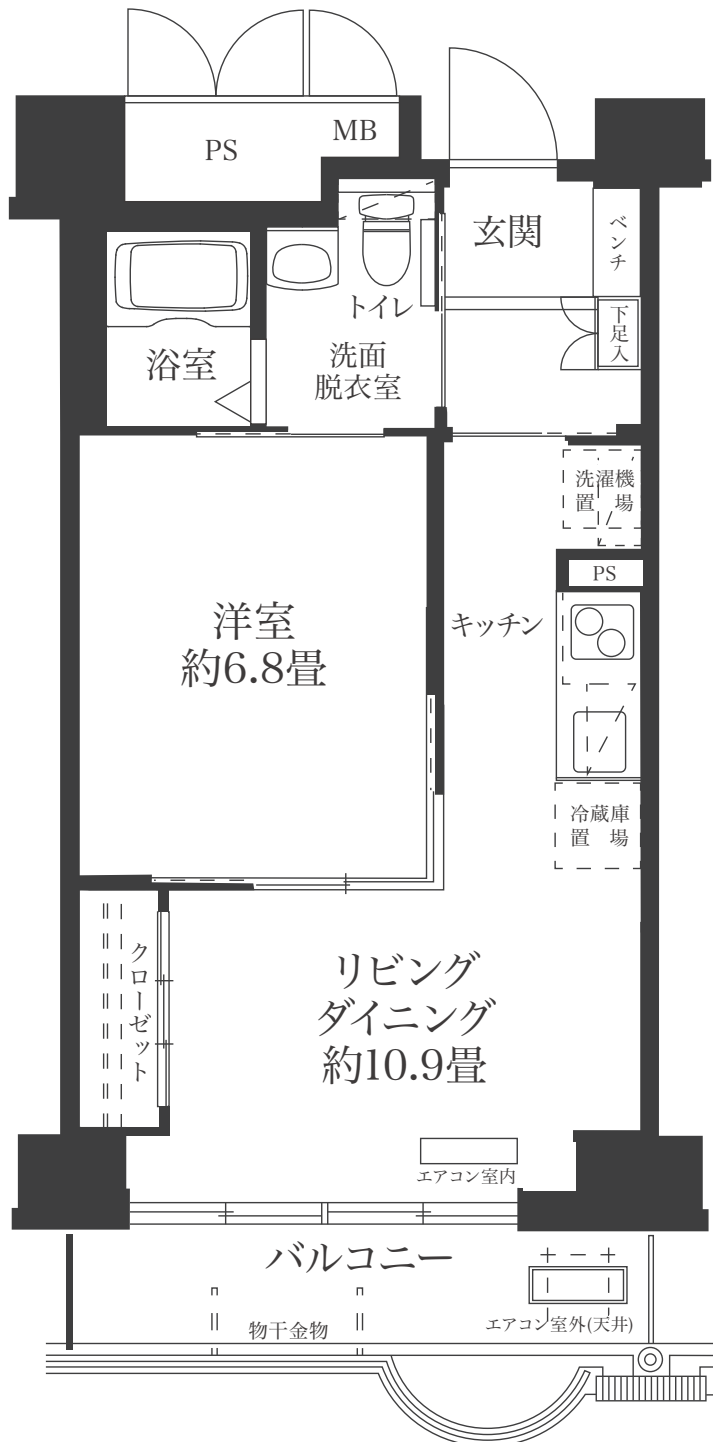 PS
MB
玄関
ベンチ
トイレ
下足入
浴室
洗面
脱衣室
洗濯機
置 場
PS
洋室
約6.8畳
キッチン
冷蔵庫
置 場
クローゼット
リビング
ダイニング
約10.9畳
エアコン室内
バルコニー
物干金物
エアコン室外(天井)